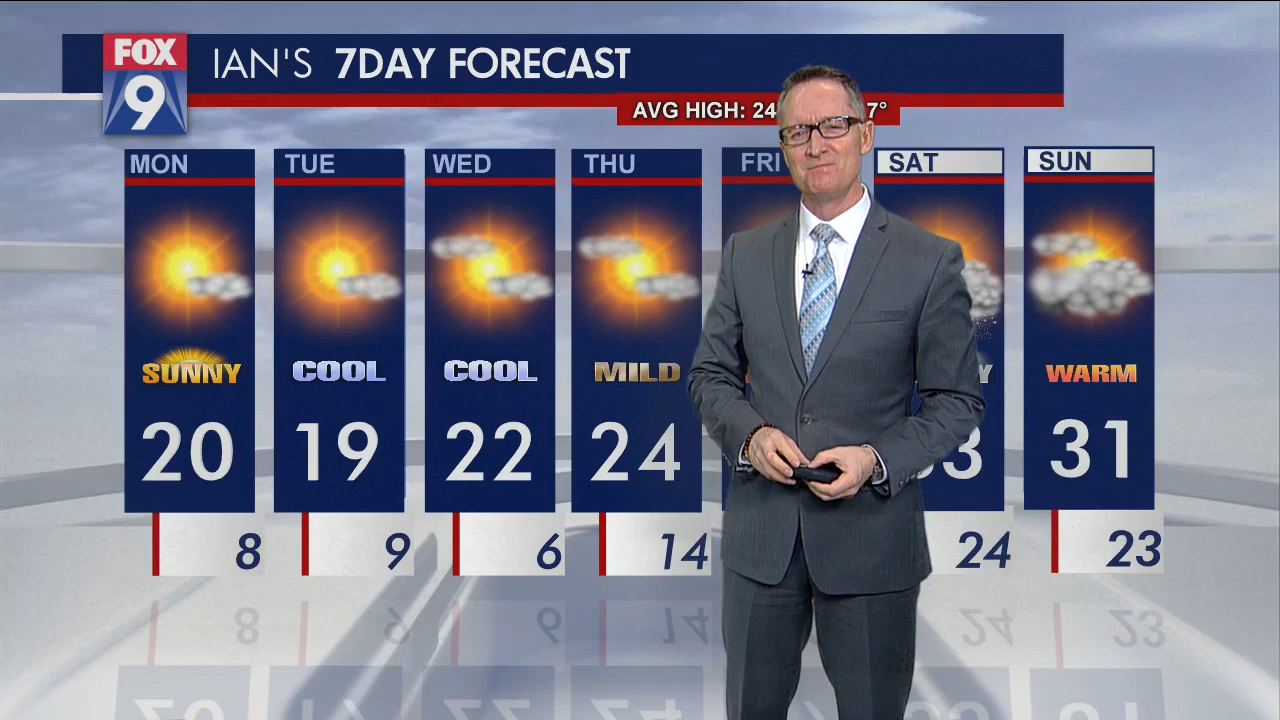 FOX
9
IAN'S 7DAY FORECAST
AVG HIGH: 24 7°
MON TUE WED THU FRI SAT SUN
SUNNY COOL COOL MILD WARM
20 19 22 24 31
8 9 6 14 24 23